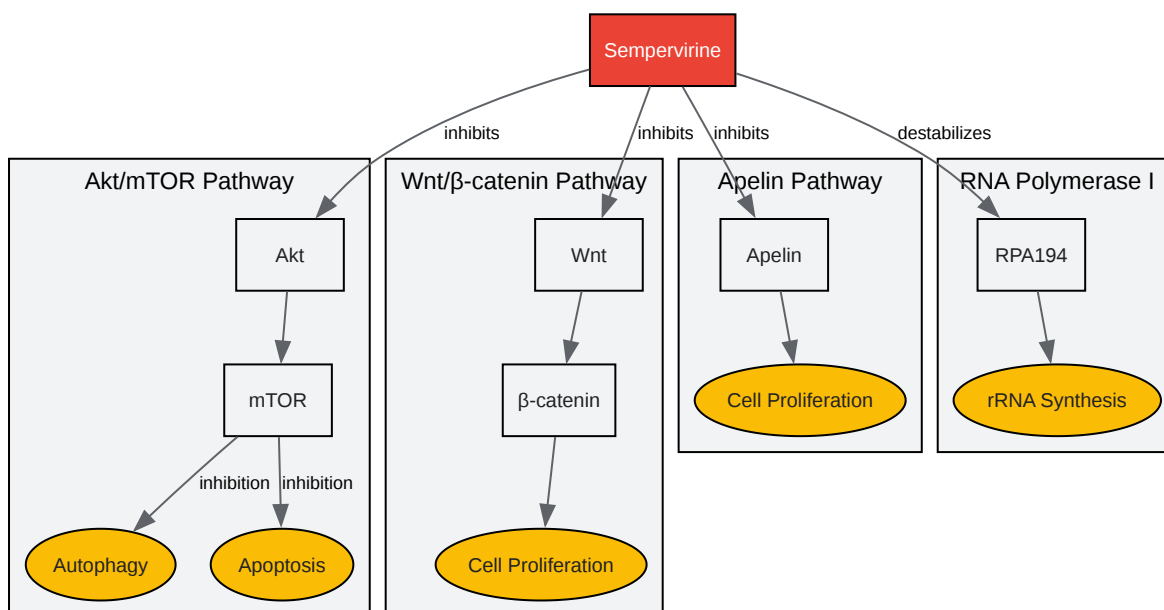 Sempervirine
inhibits
inhibits
inhibits
destabilizes
Akt/mTOR Pathway
Wnt/β-catenin Pathway
Apelin Pathway
RNA Polymerase I
Akt
Wnt
Apelin
RPA194
mTOR
β-catenin
Cell Proliferation
rRNA Synthesis
inhibition
inhibition
Autophagy
Apoptosis
Cell Proliferation